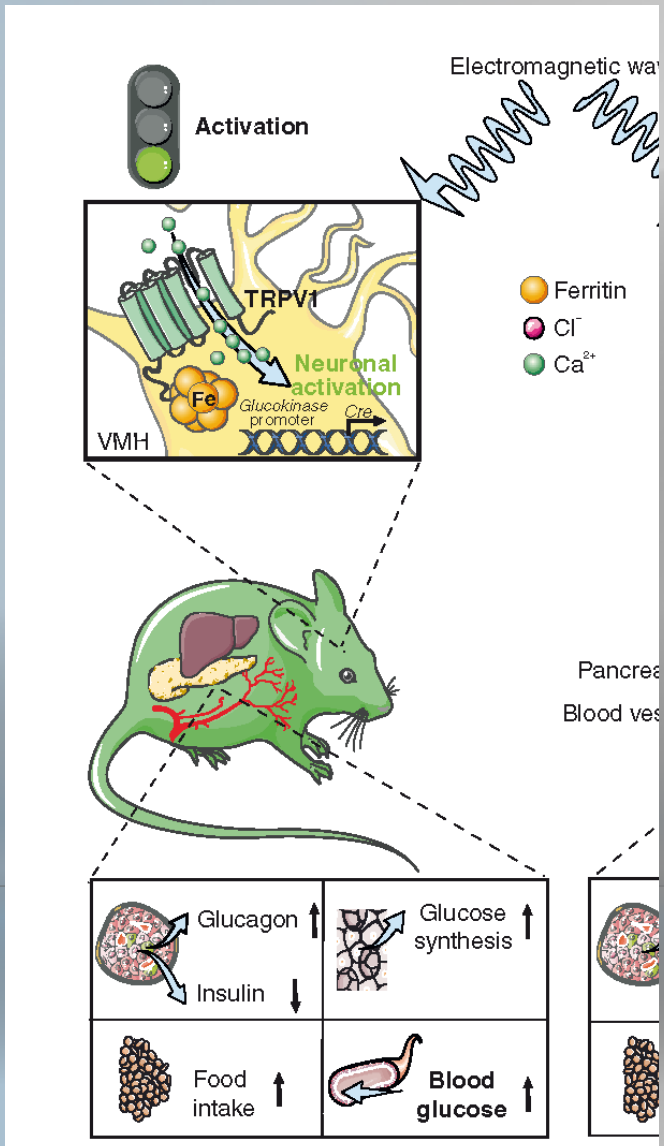 Electromagnetic wav
Activation
TRPV1
Ferritin
Cl⁻
Ca²⁺
Neuronal
activation
Fe
Glucokinase
promoter
Cre
VMH
Pancrea
Blood ves
Glucagon
Insulin
Glucose
synthesis
Food
intake
Blood
glucose